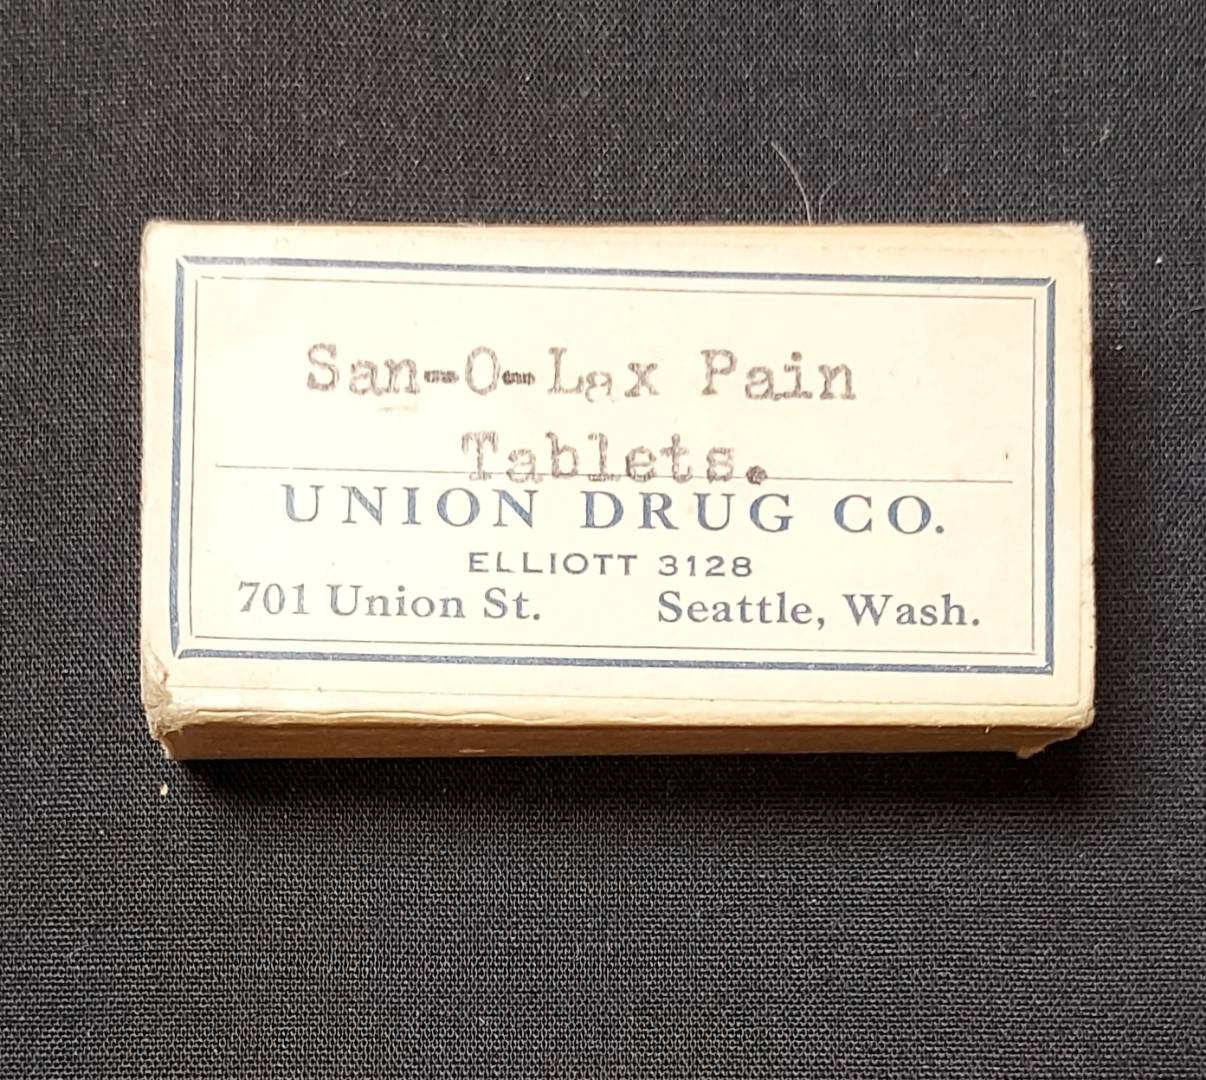 San-O-Lax Pain
Tablets.
UNION DRUG CO.
ELLIOTT 3128
701 Union St. Seattle, Wash.